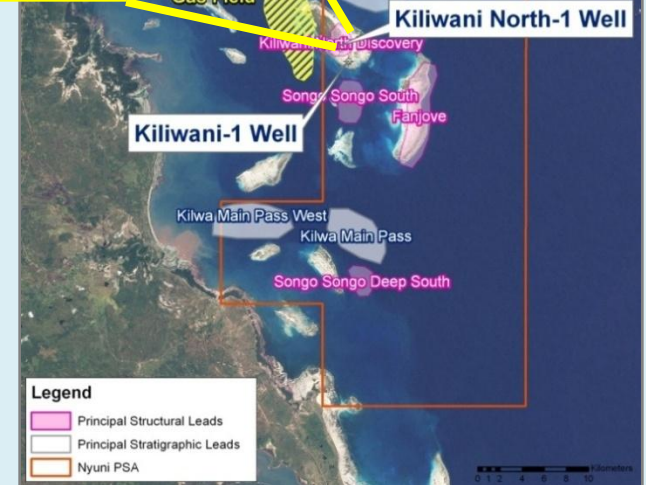 Gas Field
Kiliwani North-1 Well
Kiliwani North Discovery
Songo Songo South
Fanjove
Kiliwani-1 Well
Kilwa Main Pass West
Kilwa Main Pass
Songo Songo Deep South
Legend
Principal Structural Leads
Principal Stratigraphic Leads
Nyuni PSA
Kilometers
0 1 2 4 6 8 10